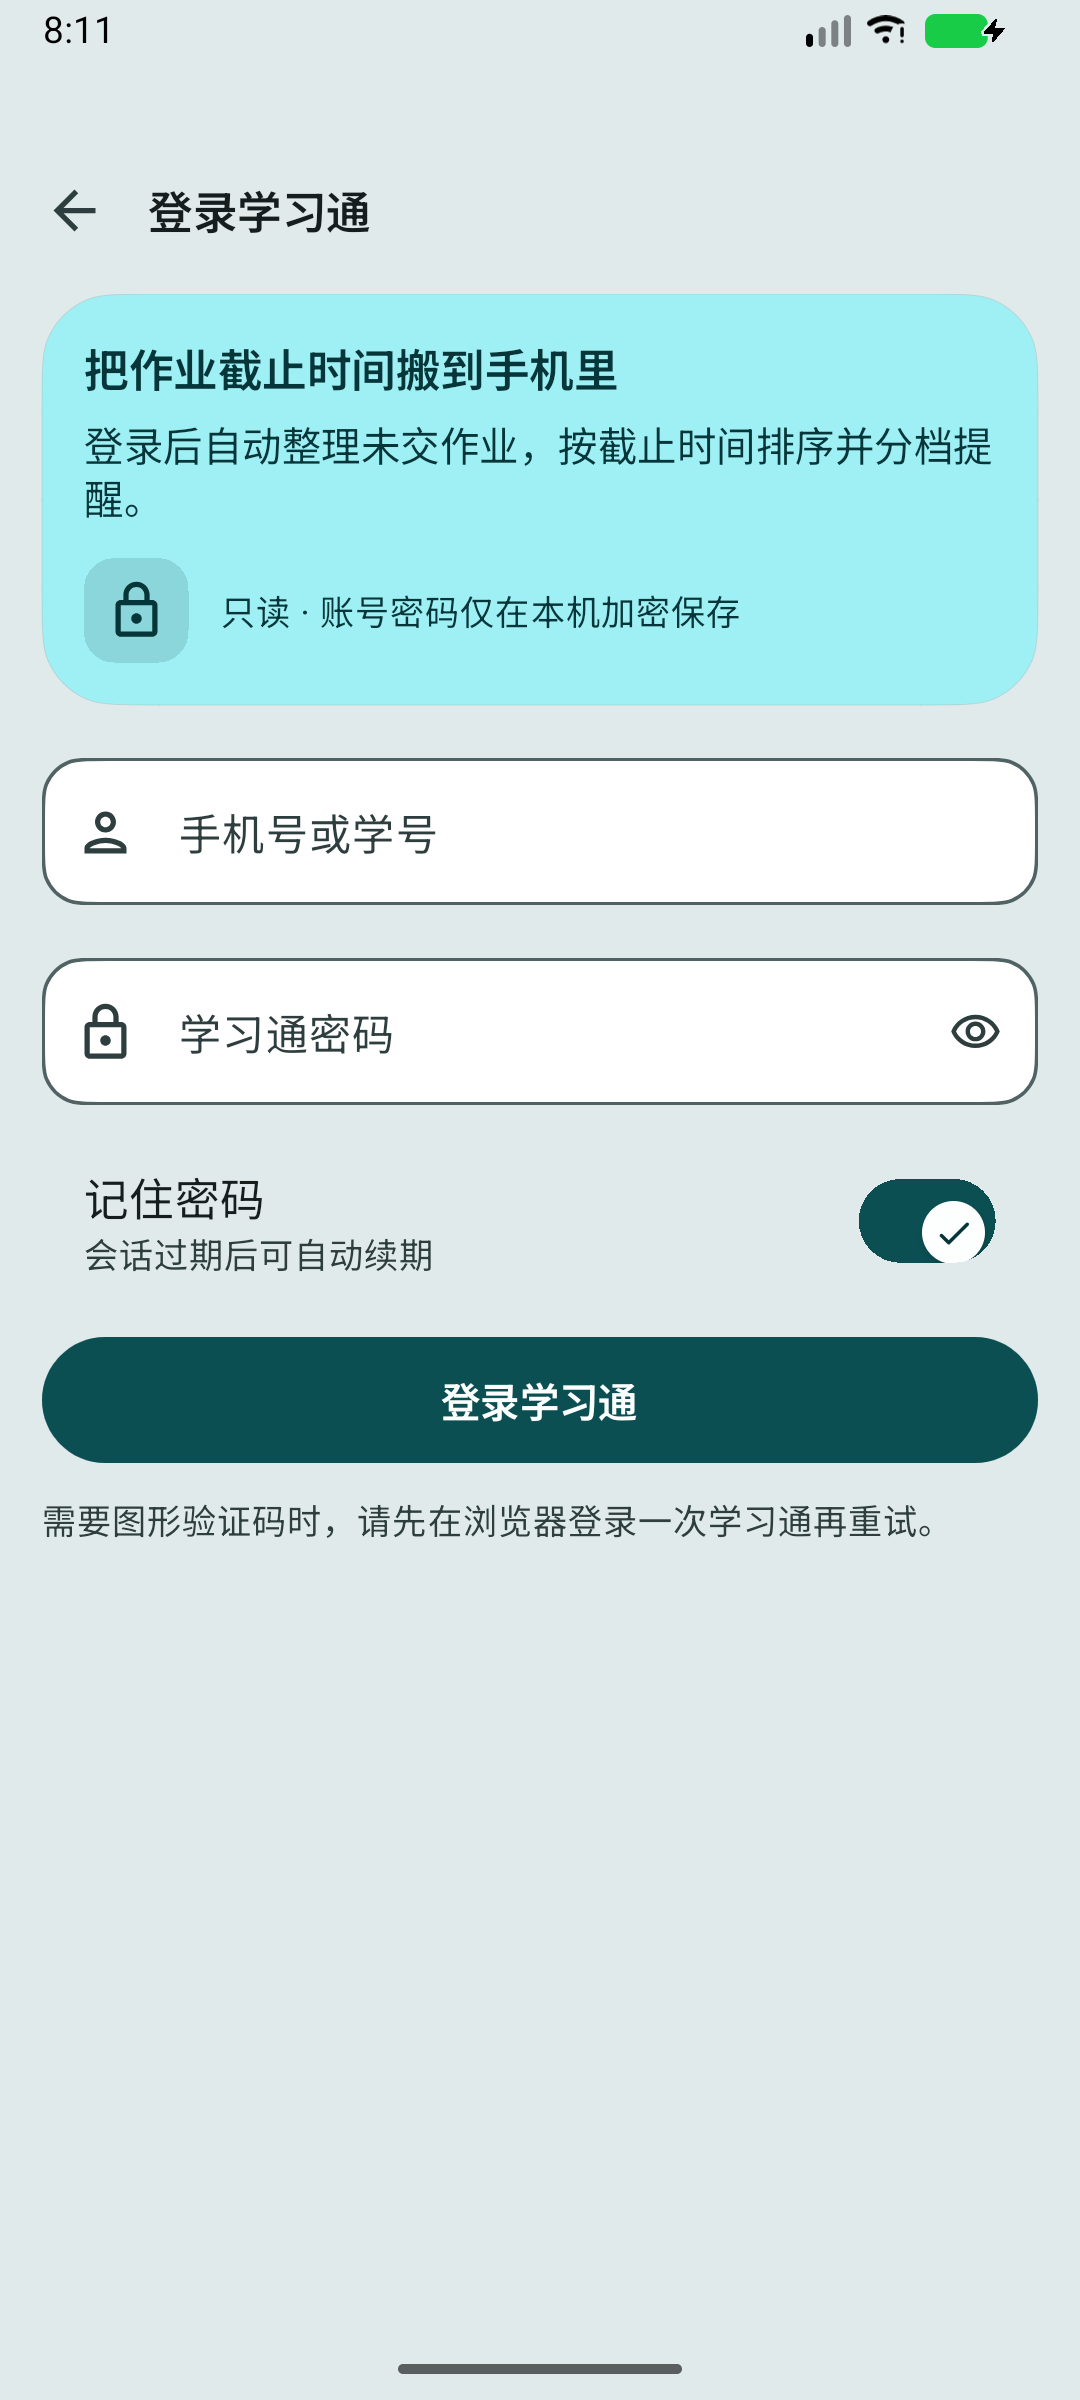 8:11
登录学习通
把作业截止时间搬到手机里
登录后自动整理未交作业，按截止时间排序并分档提
醒。
只读 · 账号密码仅在本机加密保存
手机号或学号
学习通密码
记住密码
会话过期后可自动续期
登录学习通
需要图形验证码时，请先在浏览器登录一次学习通再重试。